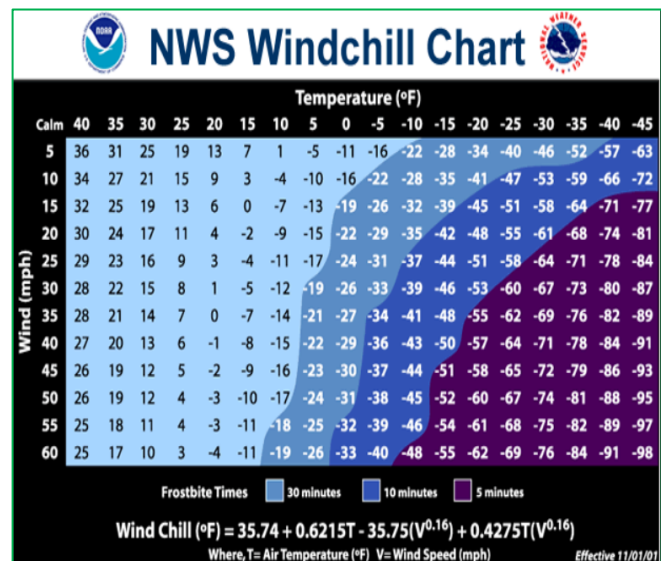 NOAA
NWS Windchill Chart
Temperature (ºF)
Calm 40 35 30 25 20 15 10 5 0 -5 -10 -15 -20 -25 -30 -35 -40 -45
5 36 31 25 19 13 7 1 -5 -11 -16 -22 -28 -34 -40 -46 -52 -57 -63
10 34 27 21 15 9 3 -4 -10 -16 -22 -28 -35 -41 -47 -53 -59 -66 -72
15 32 25 19 13 6 0 -7 -13 -19 -26 -32 -39 -45 -51 -58 -64 -71 -77
20 30 24 17 11 4 -2 -9 -15 -22 -29 -35 -42 -48 -55 -61 -68 -74 -81
25 29 23 16 9 3 -4 -11 -17 -24 -31 -37 -44 -51 -58 -64 -71 -78 -84
30 28 22 15 8 1 -5 -12 -19 -26 -33 -39 -46 -53 -60 -67 -73 -80 -87
35 28 21 14 7 0 -7 -14 -21 -27 -34 -41 -48 -55 -62 -69 -76 -82 -89
40 27 20 13 6 -1 -8 -15 -22 -29 -36 -43 -50 -57 -64 -71 -78 -84 -91
45 26 19 12 5 -2 -9 -16 -23 -30 -37 -44 -51 -58 -65 -72 -79 -86 -93
50 26 19 12 4 -3 -10 -17 -24 -31 -38 -45 -52 -60 -67 -74 -81 -88 -95
55 25 18 11 4 -3 -11 -18 -25 -32 -39 -46 -54 -61 -68 -75 -82 -89 -97
60 25 17 10 3 -4 -11 -19 -26 -33 -40 -48 -55 -62 -69 -76 -84 -91 -98
Wind (mph)
Frostbite Times 30 minutes 10 minutes 5 minutes
Wind Chill (ºF) = 35.74 + 0.6215T - 35.75(V^0.16) + 0.4275T(V^0.16)
Where, T= Air Temperature (ºF) V= Wind Speed (mph) Effective 11/01/01